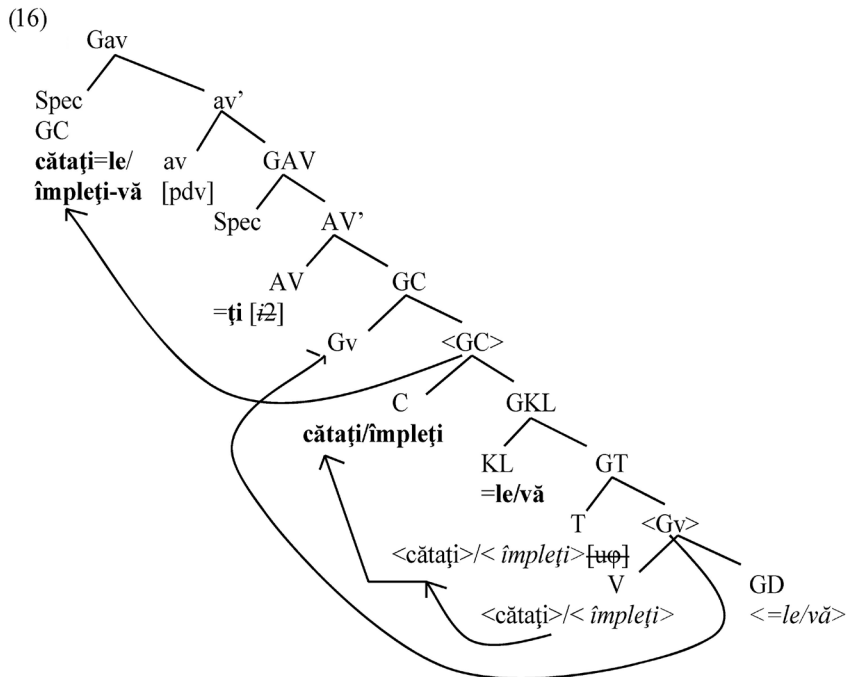 (16)
Gav
Spec av’
GC
cătaţi=le/ av GAV
împleţi-vă [pdv]
Spec AV’
AV GC
=ţi [i2]
Gv <GC>
C GKL
cătaţi/împleţi
KL GT
=le/vă
T <Gv>
<cătaţi>/< împleţi>[uφ]
V GD
<cătaţi>/< împleţi> <=le/vă>